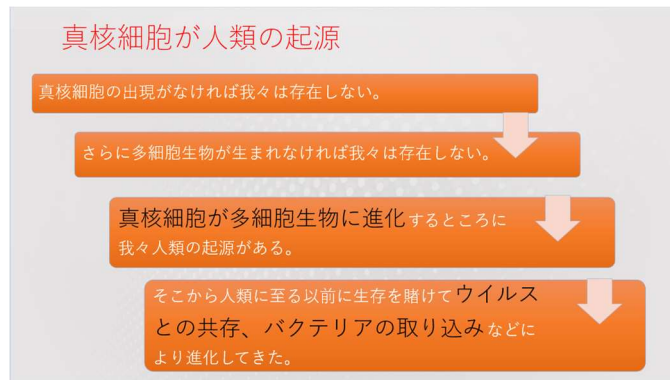 真核細胞が人類の起源
真核細胞の出現がなければ我々は存在しない。
さらに多細胞生物が生まれなければ我々は存在しない。
真核細胞が多細胞生物に進化するところに
我々人類の起源がある。
そこから人類に至る以前に生存を賭けてウイルス
との共存、バクテリアの取り込みなどに
より進化してきた。